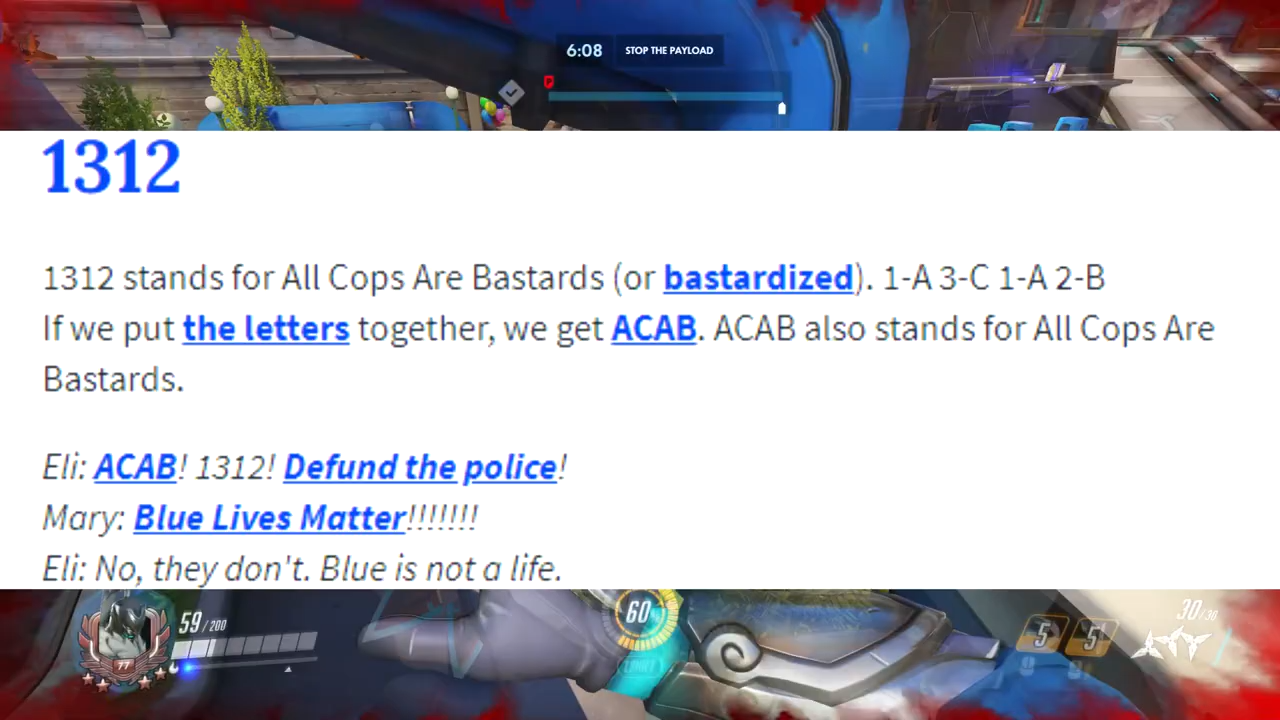 6:08 STOP THE PAYLOAD
1312
1312 stands for All Cops Are Bastards (or bastardized). 1-A 3-C 1-A 2-B
If we put the letters together, we get ACAB. ACAB also stands for All Cops Are
Bastards.
Eli: ACAB! 1312! Defund the police!
Mary: Blue Lives Matter!!!!!!!
Eli: No, they don't. Blue is not a life.
59/200
77
60
5 5
30/30